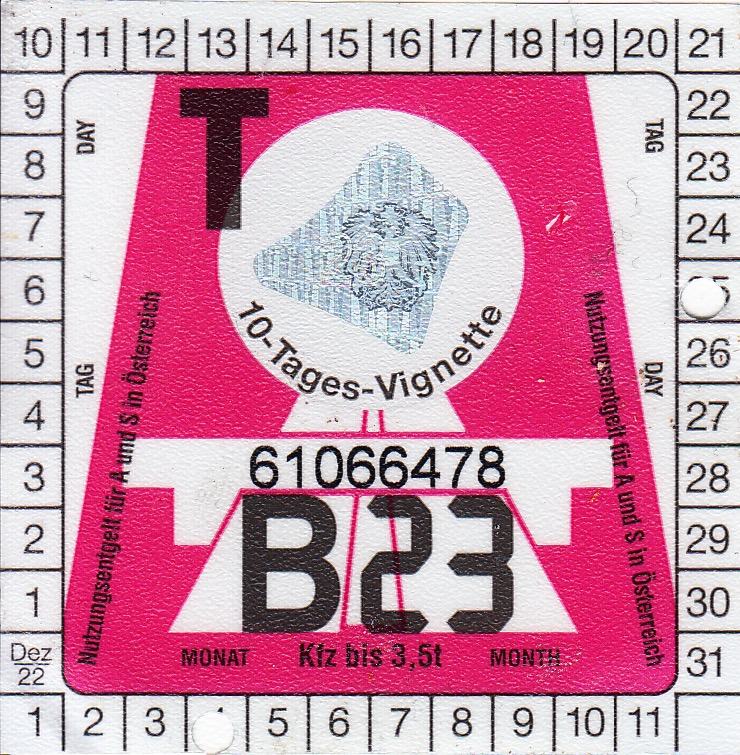 10 11 12 13 14 15 16 17 18 19 20 21
9 22
8 23
7 24
6
5 26
4 27
3 28
2 29
1 30
Dez 22 31
1 2 3 5 6 7 8 9 10 11
T
DAY
TAG
TAG
DAY
Nutzungsentgelt für A und S in Österreich
Nutzungsentgelt für A und S in Österreich
10-Tages-Vignette
61066478
B23
MONAT Kfz bis 3,5t MONTH